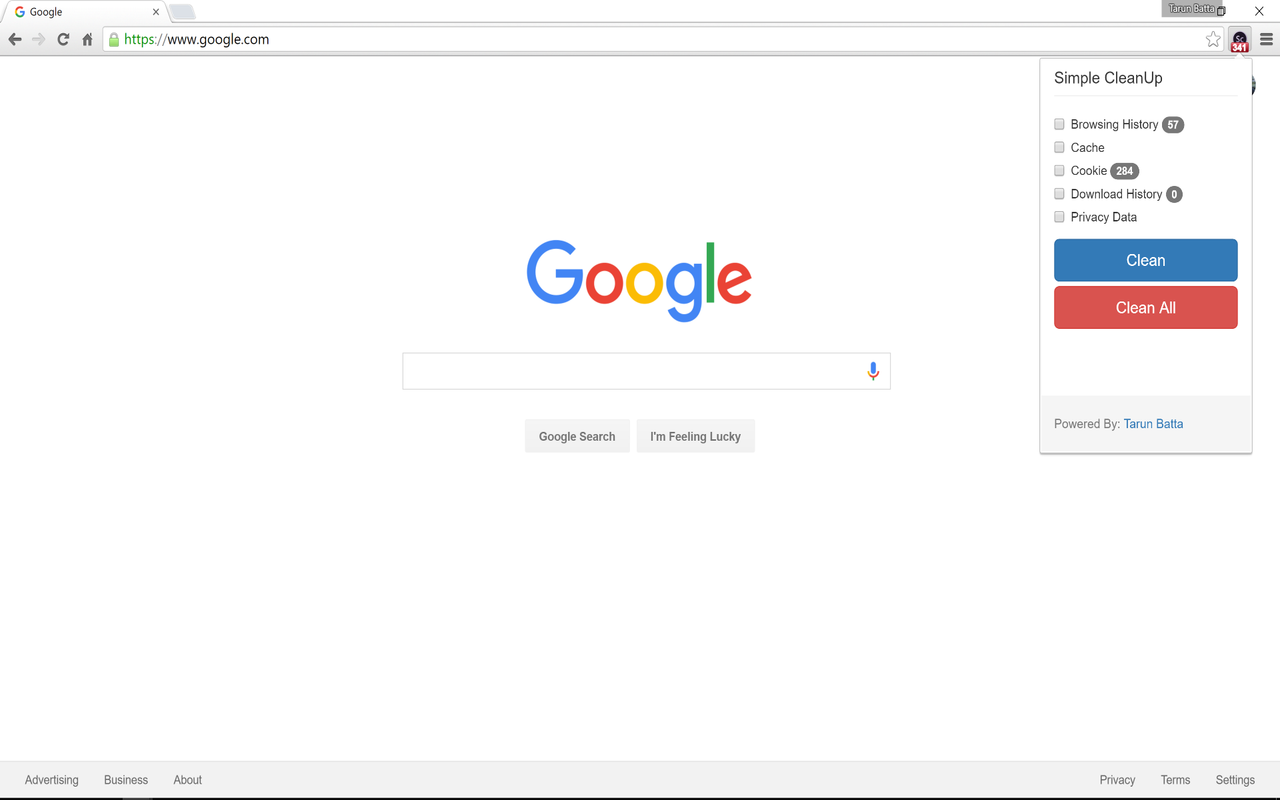 Google
Tarun Batta
https://www.google.com
Sc
341
Simple CleanUp
Browsing History 57
Cache
Cookie 284
Download History 0
Privacy Data
Clean
Clean All
Powered By: Tarun Batta
Google
Google Search
I'm Feeling Lucky
Advertising
Business
About
Privacy
Terms
Settings